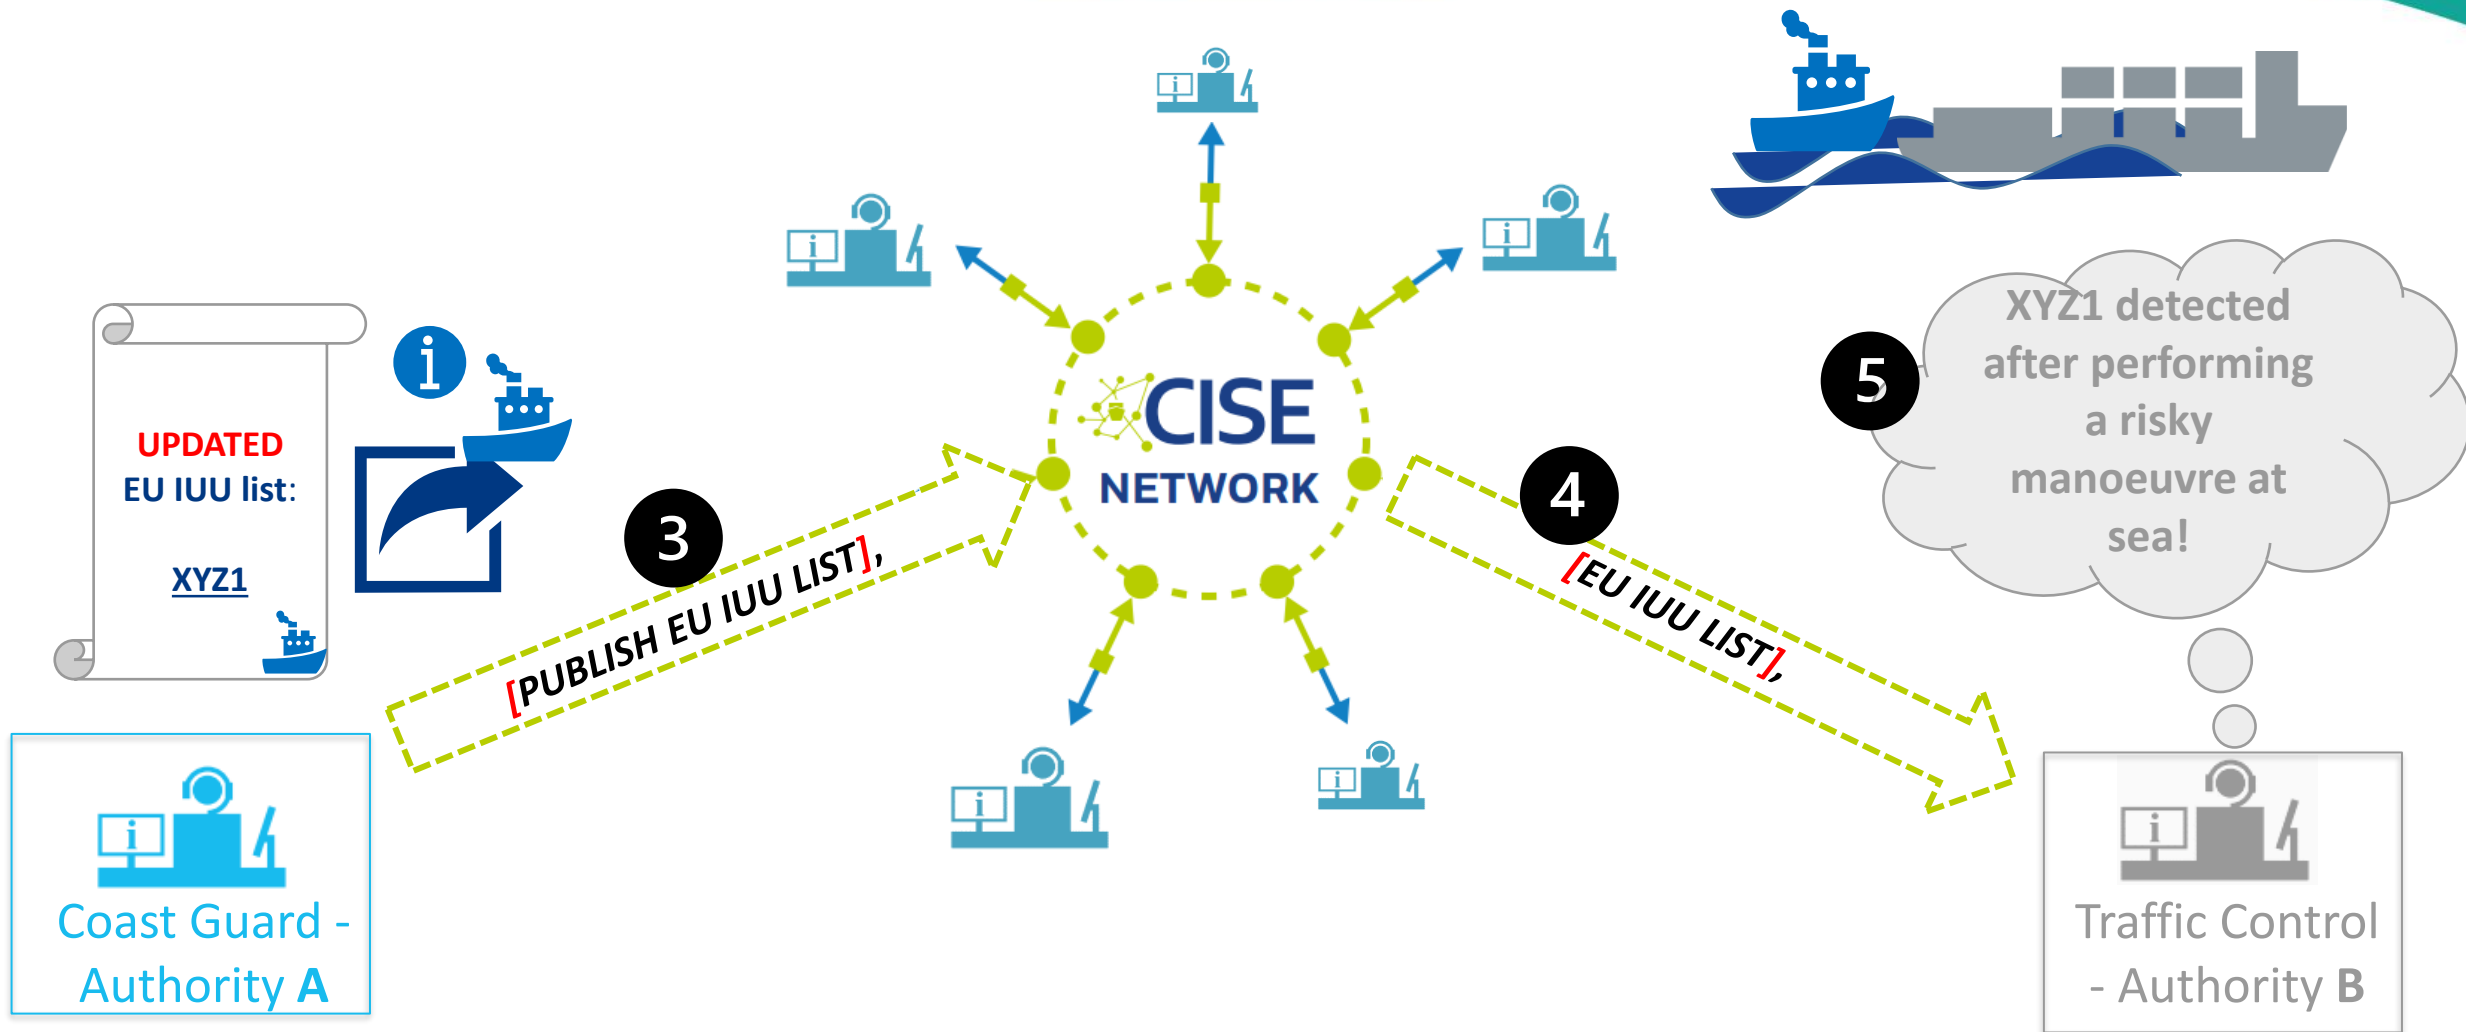 UPDATED
EU IUU list:
XYZ1
i
3
[PUBLISH EU IUU LIST],
i
i
i
CISE
NETWORK
4
[EU IUU LIST],
i
i
5
XYZ1 detected
after performing
a risky
manoeuvre at
sea!
i
Coast Guard -
Authority A
i
Traffic Control
- Authority B